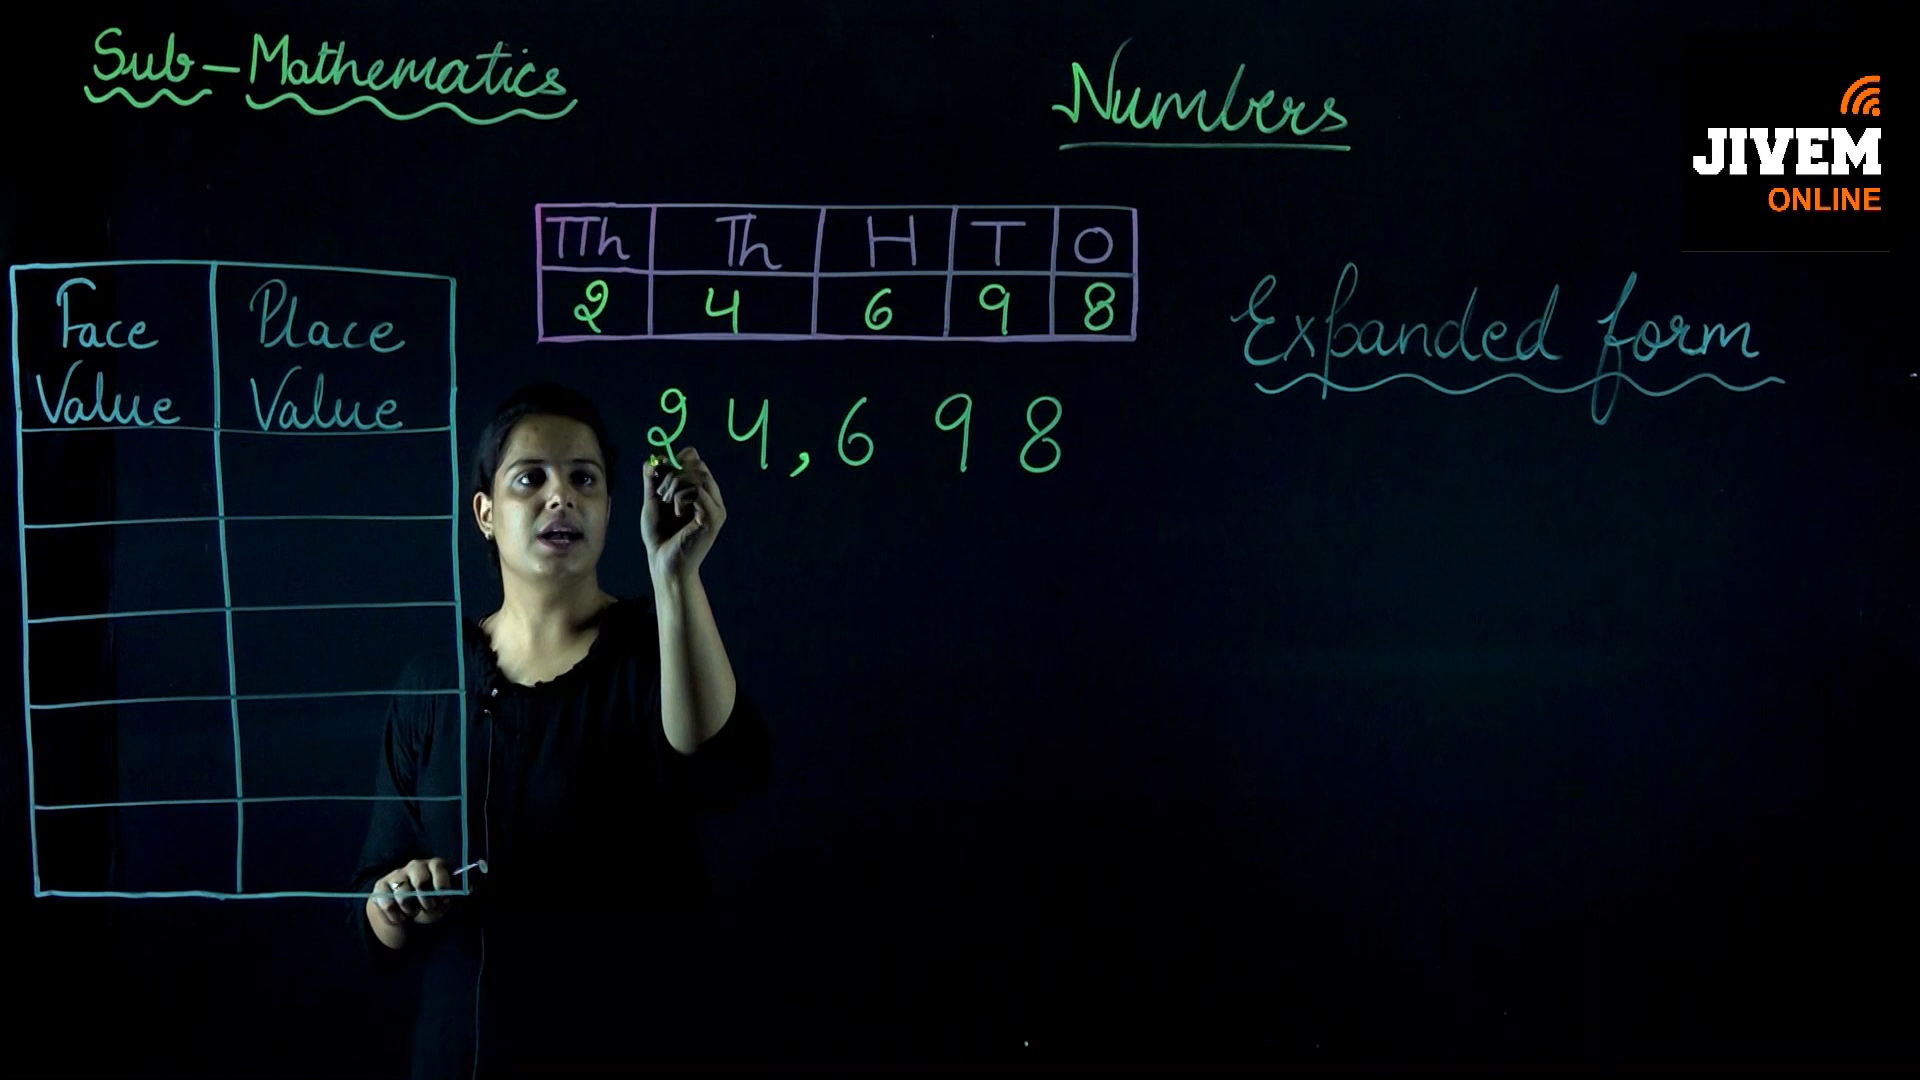 Sub - Mathematics
Numbers
JIVEM
ONLINE
TTh Th H T O
2 4 6 9 8
Face Value
Place Value
24,698
Expanded form